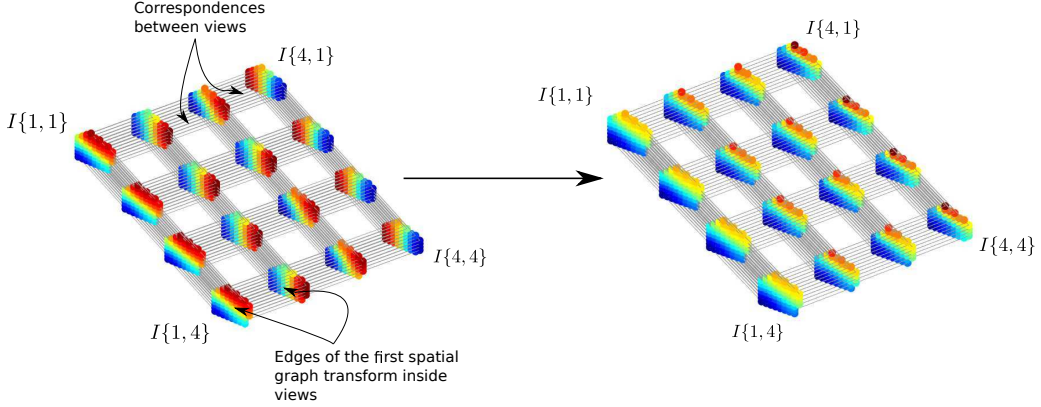 Correspondences
between views
I{4, 1}
I{1, 1}
I{4, 4}
I{1, 4}
Edges of the first spatial
graph transform inside
views
I{4, 1}
I{1, 1}
I{4, 4}
I{1, 4}